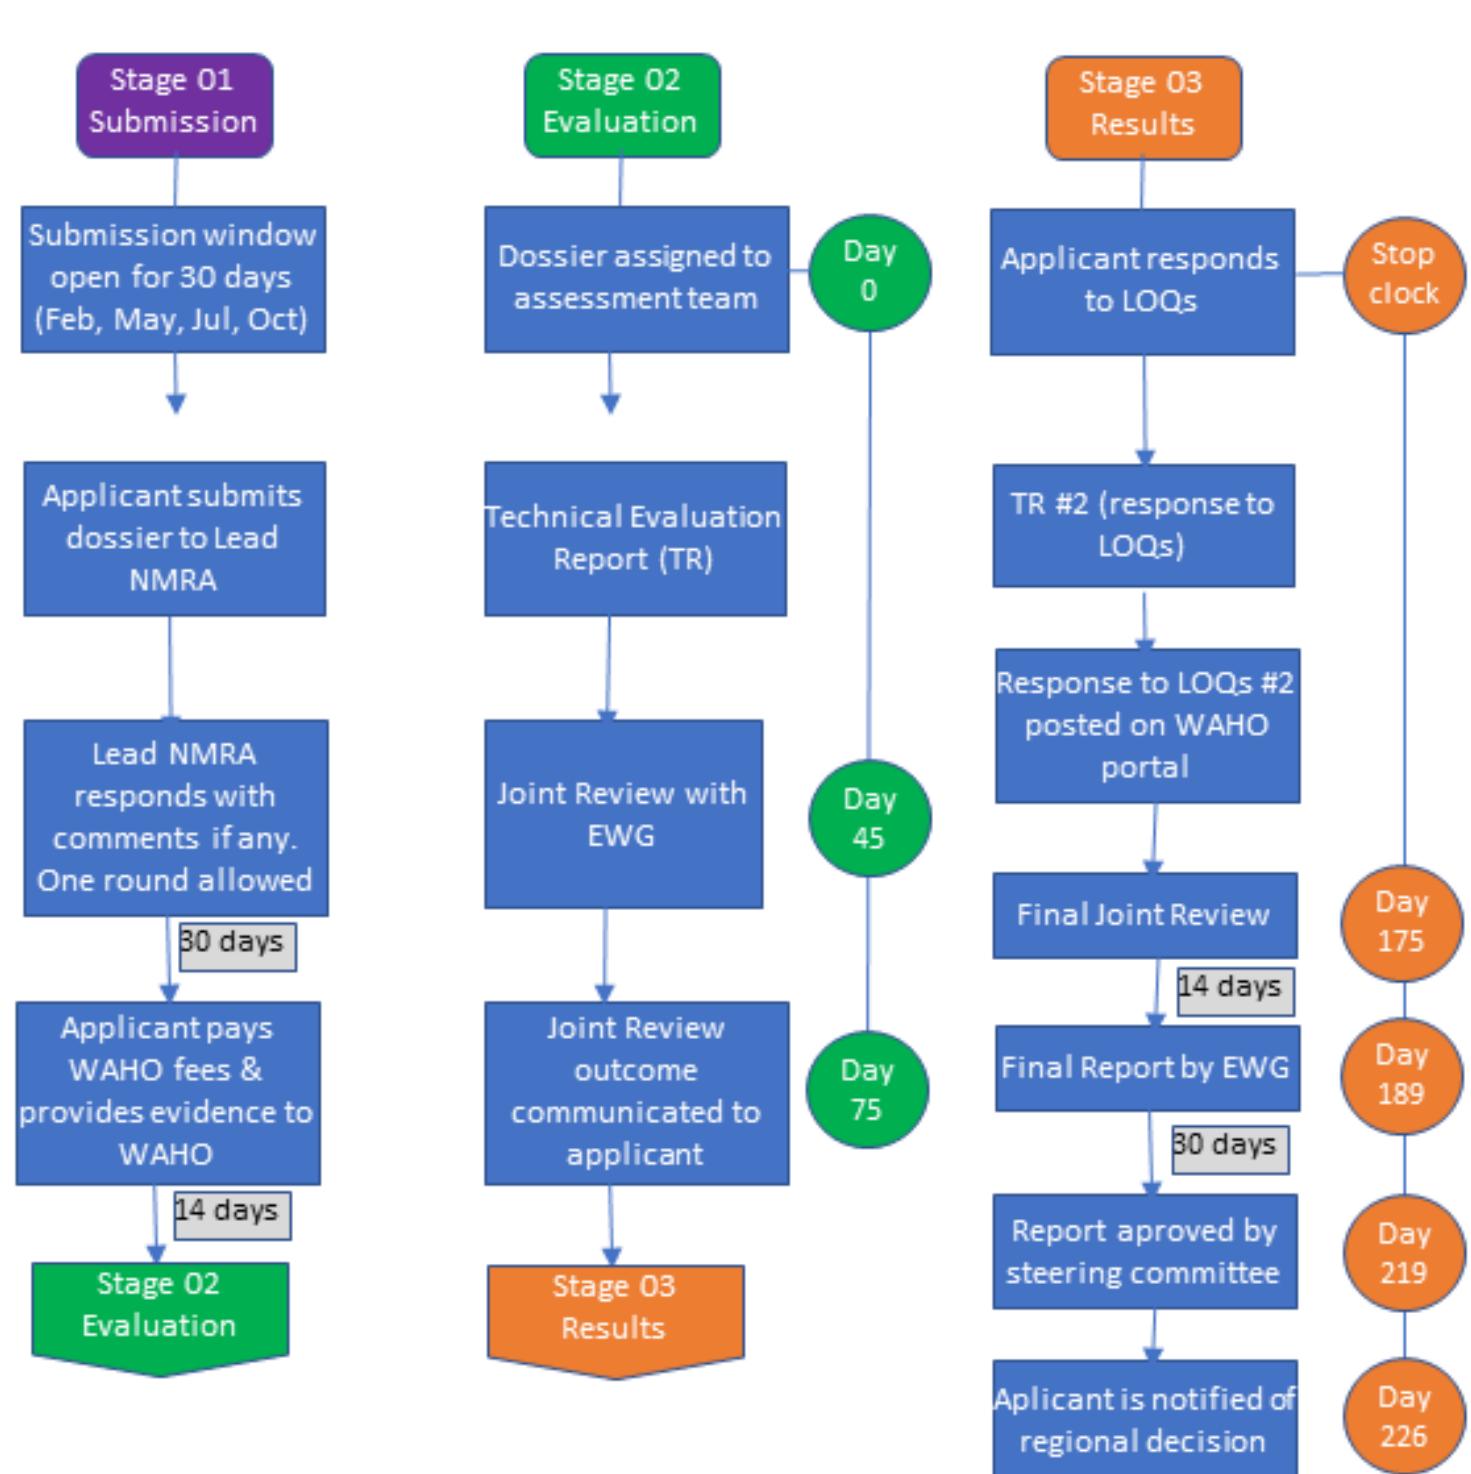 Stage 01
Submission
Submission window
open for 30 days
(Feb, May, Jul, Oct)
Applicant submits
dossier to Lead
NMRA
Lead NMRA
responds with
comments if any.
One round allowed
30 days
Applicant pays
WAHO fees &
provides evidence to
WAHO
14 days
Stage 02
Evaluation
Stage 02
Evaluation
Dossier assigned to
assessment team
Day
0
Technical Evaluation
Report (TR)
Joint Review with
EWG
Day
45
Joint Review
outcome
communicated to
applicant
Day
75
Stage 03
Results
Stage 03
Results
Applicant responds
to LOQs
Stop
clock
TR #2 (response to
LOQs)
Response to LOQs #2
posted on WAHO
portal
Final Joint Review
Day
175
14 days
Final Report by EWG
Day
189
30 days
Report aproved by
steering committee
Day
219
Aplicant is notified of
regional decision
Day
226